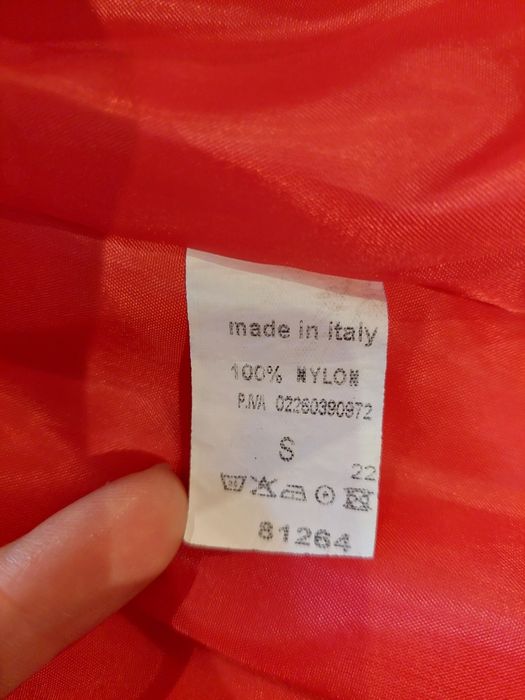 made in italy
100% NYLON
P.IVA 02260390972
S
22
81264